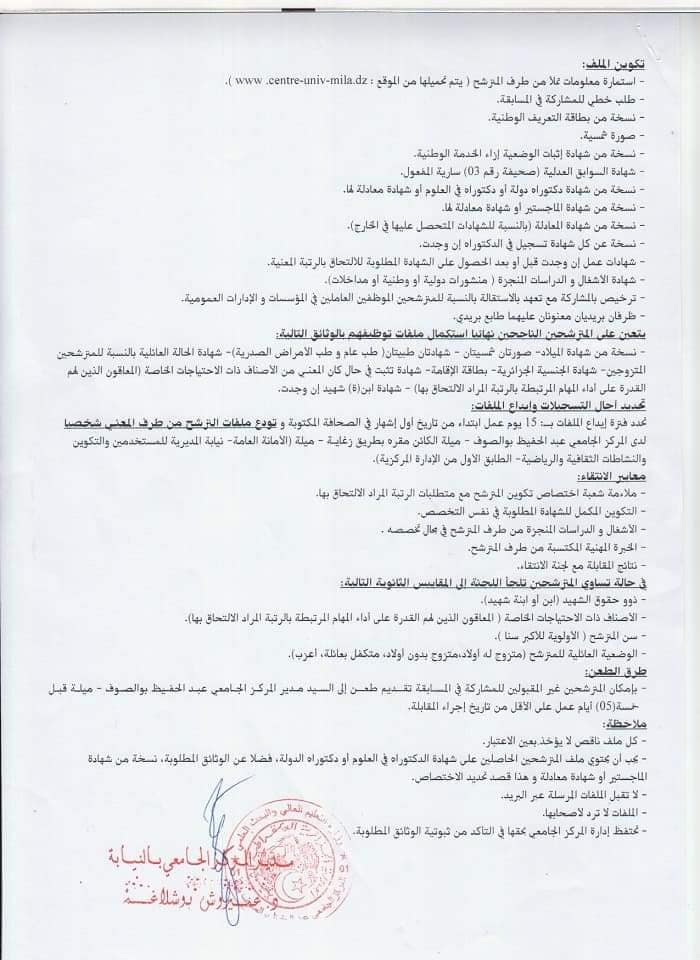 تكوين الملف:
- استمارة معلومات تملأ من طرف المترشح ( يتم تحميلها من الموقع : www .centre-univ-mila.dz ).
- طلب خطي للمشاركة في المسابقة.
- نسخة من بطاقة التعريف الوطنية.
- صورة شمسية.
- نسخة من شهادة إثبات الوضعية إزاء الخدمة الوطنية.
- شهادة السوابق العدلية (صحيفة رقم 03) سارية المفعول.
- نسخة من شهادة دكتوراه دولة أو دكتوراه في العلوم أو شهادة معادلة لها.
- نسخة من شهادة الماجستير أو شهادة معادلة لها.
- نسخة من شهادة المعادلة (بالنسبة للشهادات المتحصل عليها في الخارج).
- نسخة عن كل شهادة تسجيل في الدكتوراه إن وجدت.
- شهادات عمل إن وجدت قبل أو بعد الحصول على الشهادة المطلوبة للالتحاق بالرتبة المعنية.
- شهادة الأشغال و الدراسات المنجزة ( منشورات دولية أو وطنية أو مداخلات).
- ترخيص بالمشاركة مع تعهد بالاستقالة بالنسبة للمترشحين الموظفين العاملين في المؤسسات و الإدارات العمومية.
- ظرفان بريديان معنونان عليهما طابع بريدي.
يتعين على المترشحين الناجحين نهائيا استكمال ملفات توظيفهم بالوثائق التالية:
- نسخة من شهادة الميلاد- صورتان شمسيتان - شهادتان طبيتان( طب عام و طب الأمراض الصدرية)- شهادة الحالة العائلية بالنسبة للمترشحين
المتزوجين- شهادة الجنسية الجزائرية- بطاقة الإقامة- شهادة تثبت في حال كان المعني من الأصناف ذات الاحتياجات الخاصة (المعاقون الذين لهم
القدرة على أداء المهام المرتبطة بالرتبة المراد الالتحاق بها) - شهادة ابن(ة) شهيد إن وجدت.
تحديد أجال التسجيلات وإيداع الملفات:
تحدد فترة إيداع الملفات بـ: 15 يوم عمل ابتداء من تاريخ أول إشهار في الصحافة المكتوبة و تودع ملفات الترشح من طرف المعني شخصيا
لدى المركز الجامعي عبد الحفيظ بوالصوف - ميلة الكائن مقره بطريق زغاية - ميلة (الأمانة العامة- نيابة المديرية للمستخدمين والتكوين
والنشاطات الثقافية والرياضية- الطابق الأول من الإدارة المركزية).
معايير الانتقاء:
- ملاءمة شعبة اختصاص تكوين المترشح مع متطلبات الرتبة المراد الالتحاق بها.
- التكوين المكمل للشهادة المطلوبة في نفس التخصص.
- الأشغال و الدراسات المنجزة من طرف المترشح في مجال تخصصه .
- الخبرة المهنية المكتسبة من طرف المترشح.
- نتائج المقابلة مع لجنة الانتقاء.
في حالة تساوي المترشحين تلجأ اللجنة إلى المقاييس الثانوية التالية:
- ذوو حقوق الشهيد (ابن أو ابنة شهيد).
- الأصناف ذات الاحتياجات الخاصة ( المعاقون الذين لهم القدرة على أداء المهام المرتبطة بالرتبة المراد الالتحاق بها).
- سن المترشح ( الأولوية للأكبر سنا ).
- الوضعية العائلية للمترشح (متزوج له أولاد،متزوج بدون أولاد، متكفل بعائلة، أعزب).
طرق الطعن:
- بإمكان المترشحين غير المقبولين للمشاركة في المسابقة تقديم طعن إلى السيد مدير المركز الجامعي عبد الحفيظ بوالصوف - ميلة قبل
خمسة(05) أيام عمل على الأقل من تاريخ إجراء المقابلة.
ملاحظة:
- كل ملف ناقص لا يؤخذ بعين الاعتبار.
- يجب أن يحتوي ملف المترشحين الحاصلين على شهادة الدكتوراه في العلوم أو دكتوراه الدولة، فضلا عن الوثائق المطلوبة، نسخة من شهادة
الماجستير أو شهادة معادلة و هذا قصد تحديد الاختصاص.
- لا تقبل الملفات المرسلة عبر البريد.
- الملفات لا ترد لأصحابها.
- تحتفظ إدارة المركز الجامعي بحقها في التأكد من ثبوتية الوثائق المطلوبة.
مدير المركز الجامعي بالنيابة
بوشلاغة